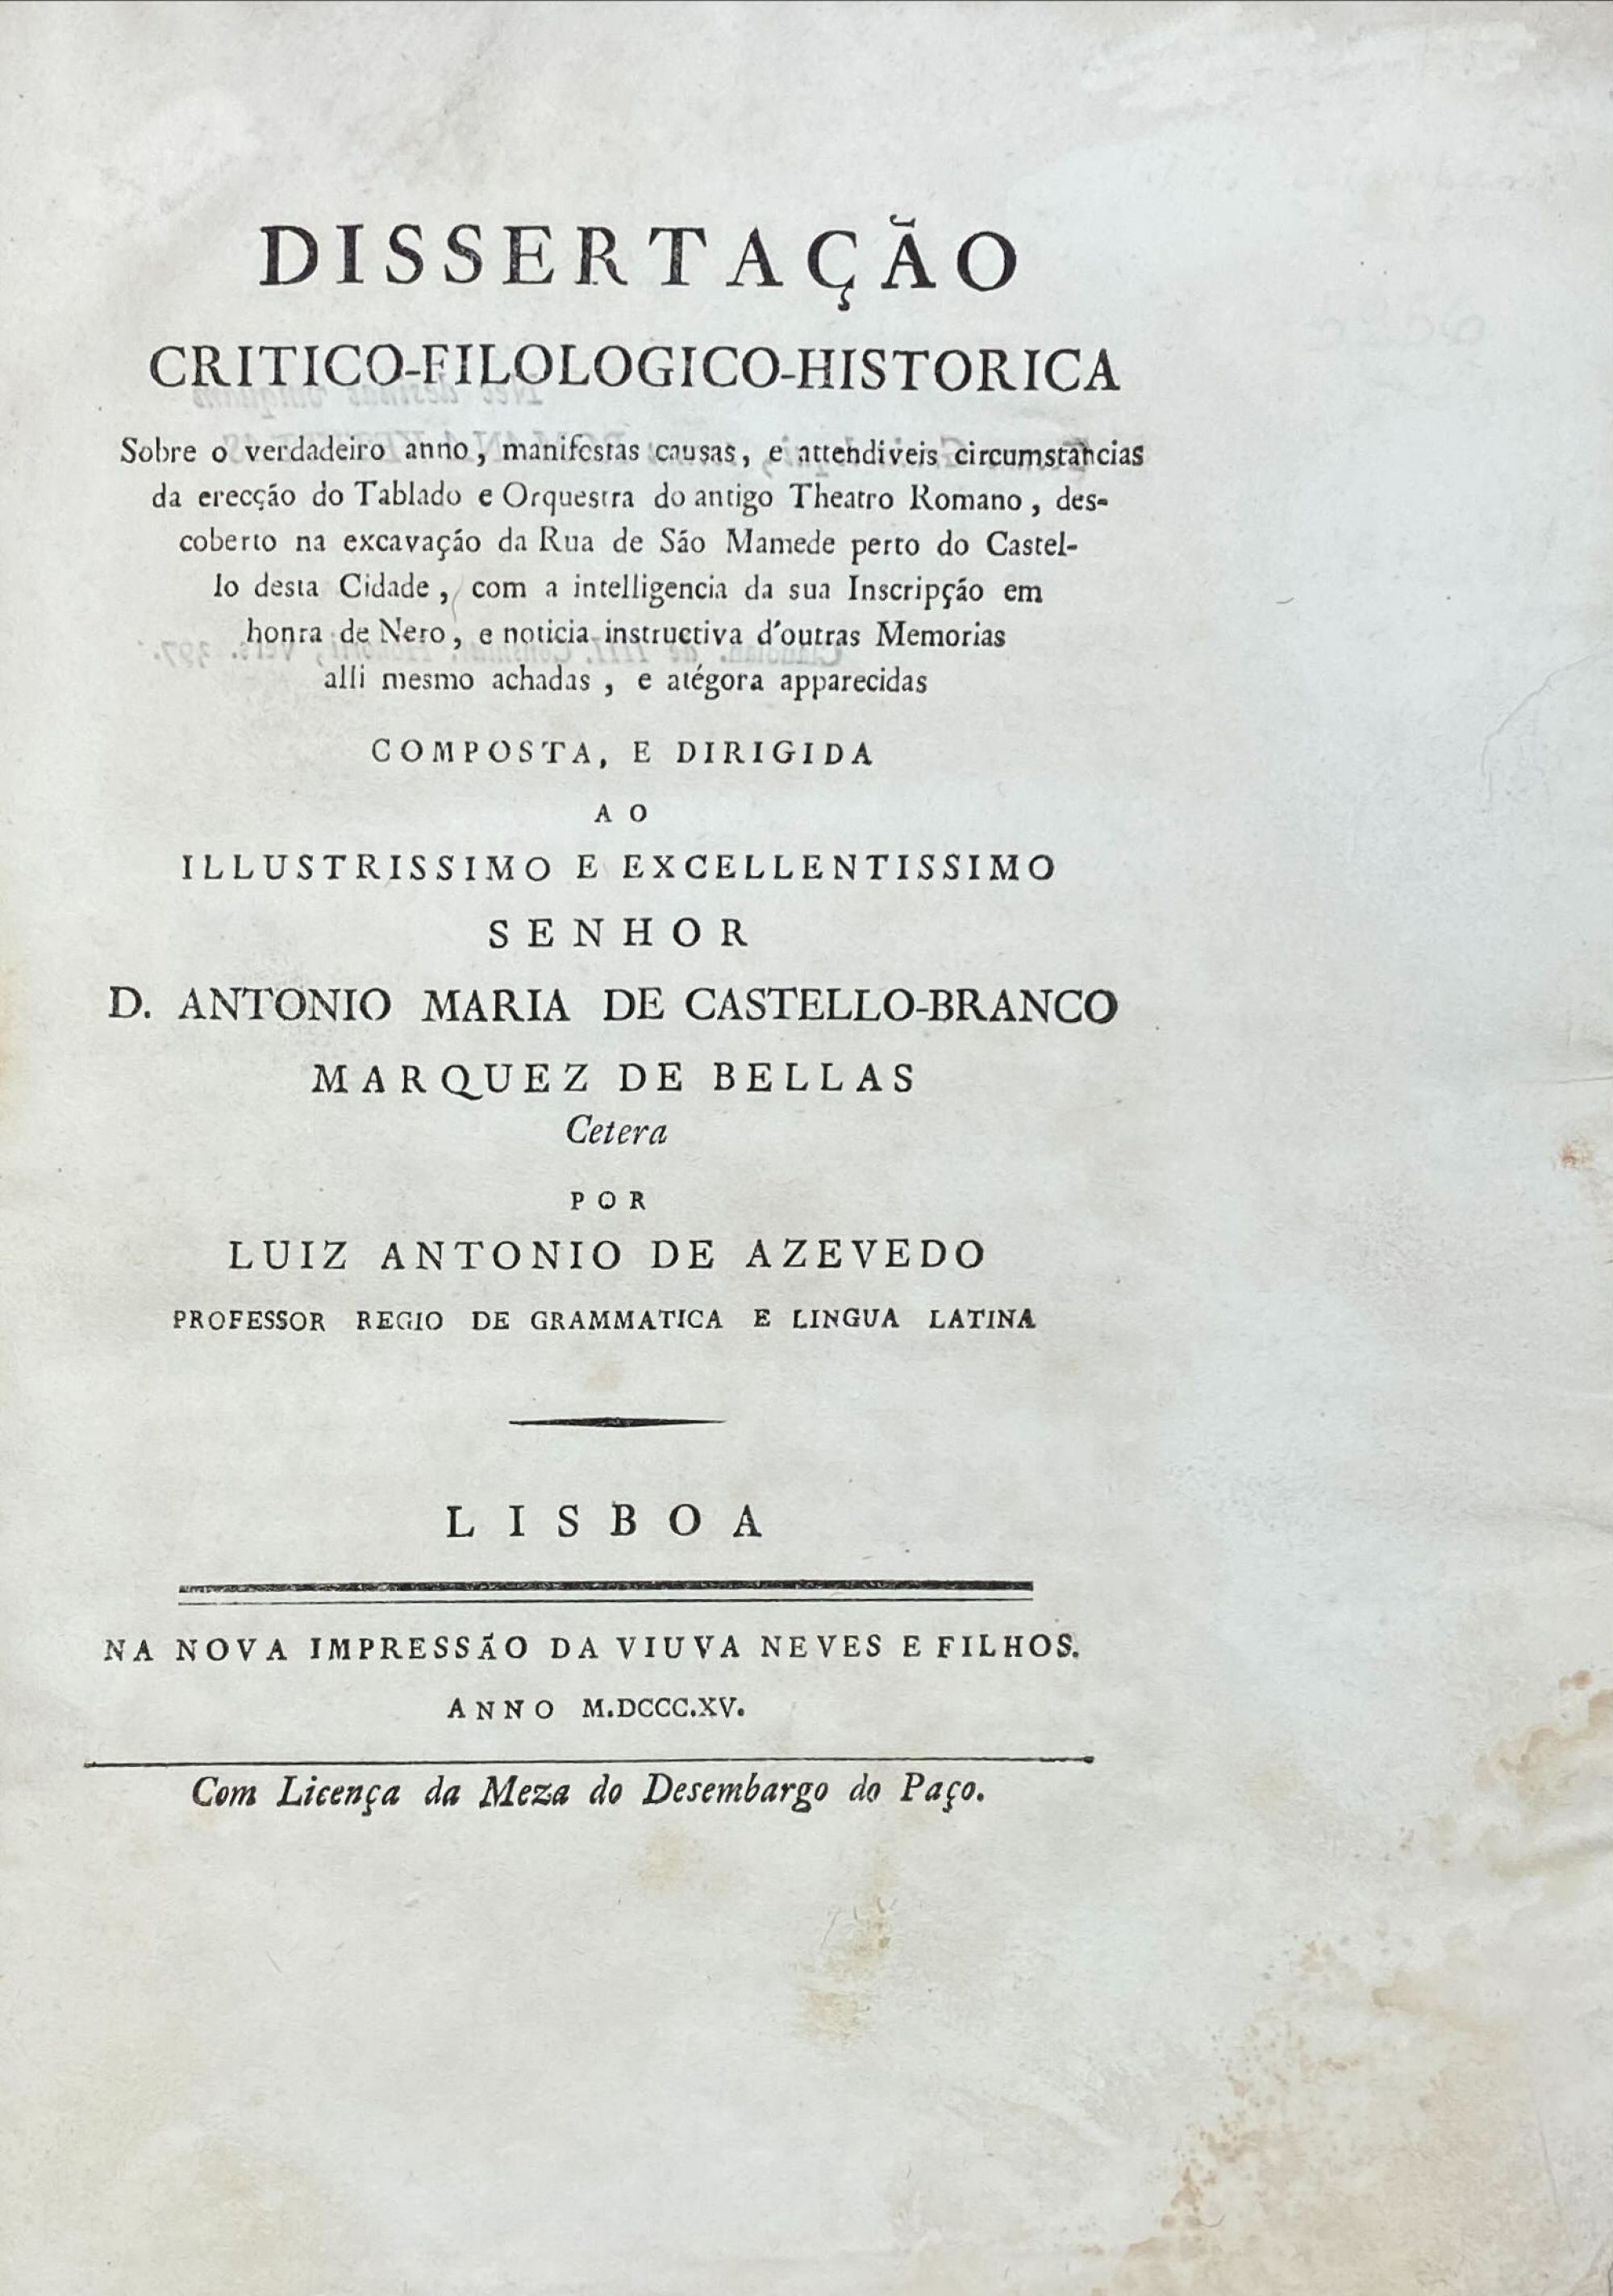 DISSERTAÇÃO
CRITICO-FILOLOGICO-HISTORICA
Sobre o verdadeiro anno, manifestas causas, e attendiveis circumstancias
da erecção do Tablado e Orquestra do antigo Theatro Romano, des-
coberto na excavação da Rua de São Mamede perto do Castel-
lo desta Cidade, com a intelligencia da sua Inscripção em
honra de Nero, e noticia instructiva d'outras Memorias
alli mesmo achadas, e atégora apparecidas
COMPOSTA, E DIRIGIDA
AO
ILLUSTRISSIMO E EXCELLENTISSIMO
SENHOR
D. ANTONIO MARIA DE CASTELLO-BRANCO
MARQUEZ DE BELLAS
Cetera
POR
LUIZ ANTONIO DE AZEVEDO
PROFESSOR REGIO DE GRAMMATICA E LINGUA LATINA
LISBOA
NA NOVA IMPRESSÃO DA VIUVA NEVES E FILHOS.
ANNO M.DCCC.XV.
Com Licença da Meza do Desembargo do Paço.